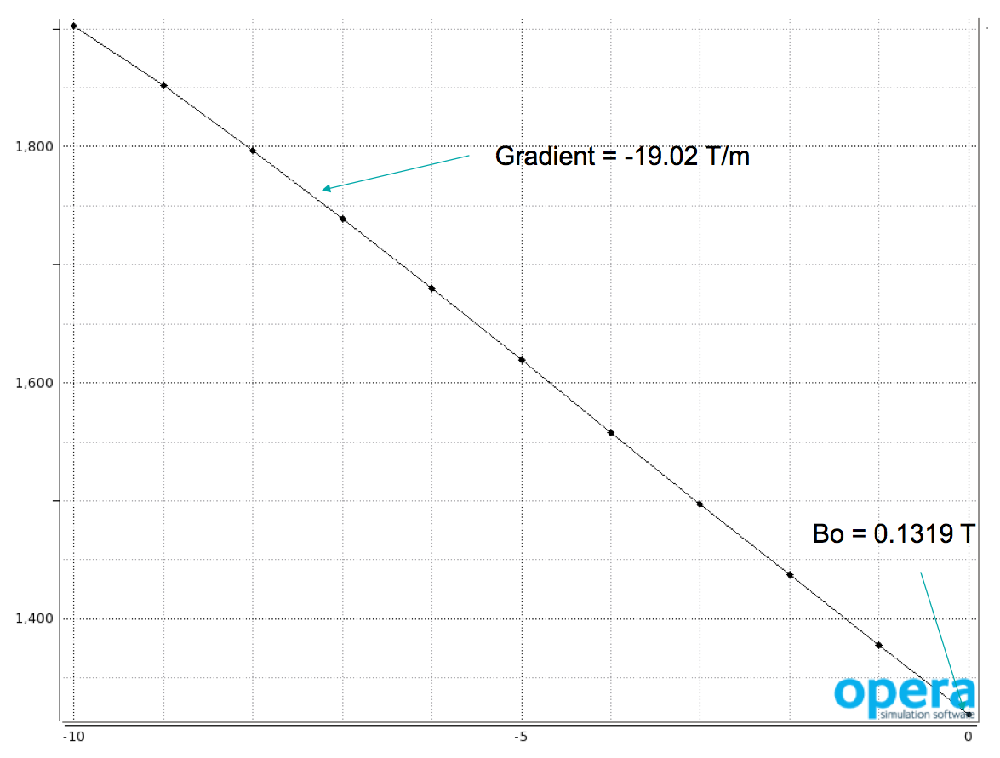 1,800
Gradient = -19.02 T/m
1,600
Bo = 0.1319 T
1,400
opera
simulation software
-10
-5
0